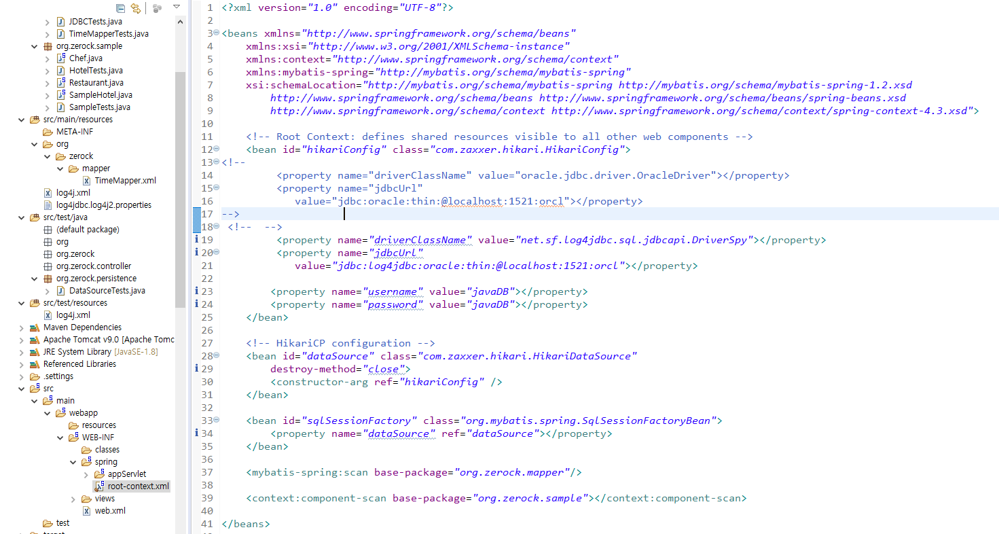 JDBCTests.java
TimeMapperTests.java
org.zerock.sample
Chef.java
HotelTests.java
Restaurant.java
SampleHotel.java
SampleTests.java
src/main/resources
META-INF
org
zerock
mapper
TimeMapper.xml
log4j.xml
log4jdbc.log4j2.properties
src/test/java
(default package)
org
org.zerock
org.zerock.controller
org.zerock.persistence
DataSourceTests.java
src/test/resources
log4j.xml
Maven Dependencies
Apache Tomcat v9.0 [Apache Tomc
JRE System Library [JavaSE-1.8]
Referenced Libraries
.settings
src
main
webapp
resources
WEB-INF
classes
spring
appServlet
root-context.xml
views
web.xml
test
1 <?xml version="1.0" encoding="UTF-8"?>
2
3 <beans xmlns="http://www.springframework.org/schema/beans"
4 xmlns:xsi="http://www.w3.org/2001/XMLSchema-instance"
5 xmlns:context="http://www.springframework.org/schema/context"
6 xmlns:mybatis-spring="http://mybatis.org/schema/mybatis-spring"
7 xsi:schemaLocation="http://mybatis.org/schema/mybatis-spring http://mybatis.org/schema/mybatis-spring-1.2.xsd
8 http://www.springframework.org/schema/beans http://www.springframework.org/schema/beans/spring-beans.xsd
9 http://www.springframework.org/schema/context http://www.springframework.org/schema/context/spring-context-4.3.xsd">
10
11 <!-- Root Context: defines shared resources visible to all other web components -->
12 <bean id="hikariConfig" class="com.zaxxer.hikari.HikariConfig">
13 <!--
14 <property name="driverClassName" value="oracle.jdbc.driver.OracleDriver"></property>
15 <property name="jdbcUrl"
16 value="jdbc:oracle:thin:@localhost:1521:orcl"></property>
17 -->
18 <!--  -->
19 <property name="driverClassName" value="net.sf.log4jdbc.sql.jdbcapi.DriverSpy"></property>
20 <property name="jdbcUrl"
21 value="jdbc:log4jdbc:oracle:thin:@localhost:1521:orcl"></property>
22
23 <property name="username" value="javaDB"></property>
24 <property name="password" value="javaDB"></property>
25 </bean>
26
27 <!-- HikariCP configuration -->
28 <bean id="dataSource" class="com.zaxxer.hikari.HikariDataSource"
29 destroy-method="close">
30 <constructor-arg ref="hikariConfig" />
31 </bean>
32
33 <bean id="sqlSessionFactory" class="org.mybatis.spring.SqlSessionFactoryBean">
34 <property name="dataSource" ref="dataSource"></property>
35 </bean>
36
37 <mybatis-spring:scan base-package="org.zerock.mapper"/>
38
39 <context:component-scan base-package="org.zerock.sample"></context:component-scan>
40
41 </beans>